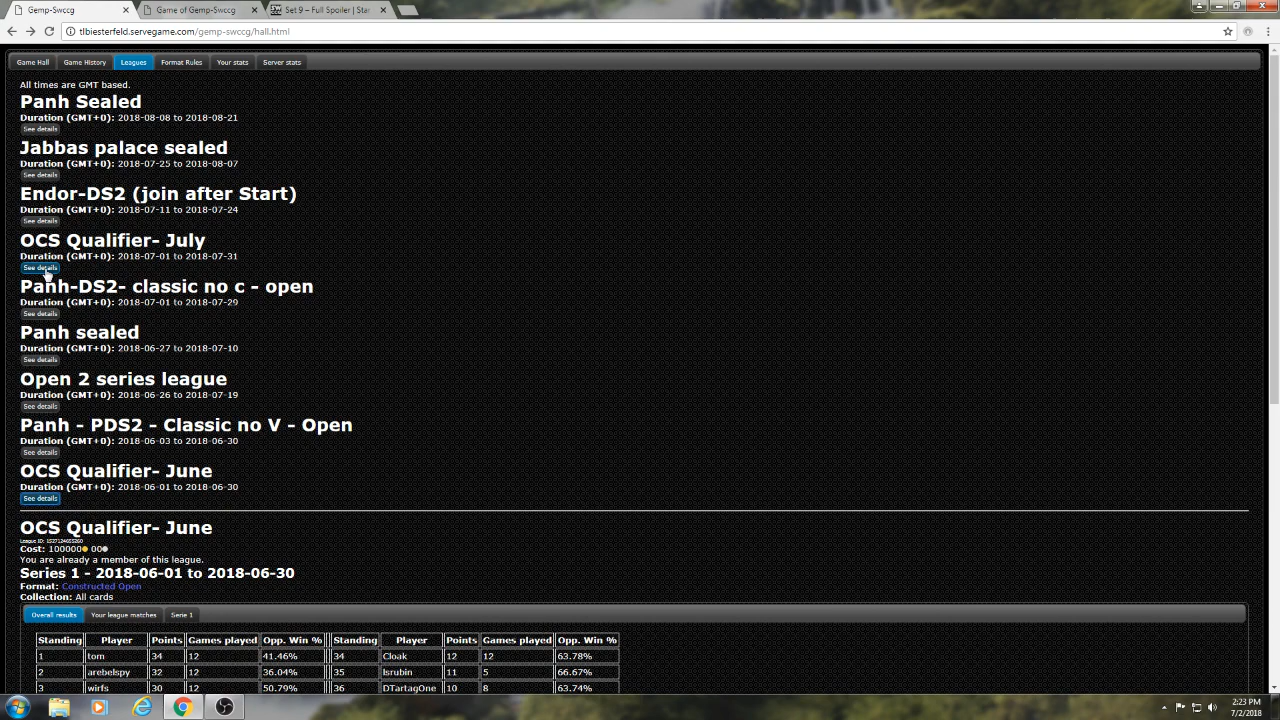 Gemp-Swccg
Game of Gemp-Swccg
Set 9 – Full Spoiler | Star
tlbiesterfeld.servegame.com/gemp-swccg/hall.html
Game Hall Game History Leagues Format Rules Your stats Server stats
All times are GMT based.
Panh Sealed
Duration (GMT+0): 2018-08-08 to 2018-08-21
See details
Jabbas palace sealed
Duration (GMT+0): 2018-07-25 to 2018-08-07
See details
Endor-DS2 (join after Start)
Duration (GMT+0): 2018-07-11 to 2018-07-24
See details
OCS Qualifier- July
Duration (GMT+0): 2018-07-01 to 2018-07-31
See details
Panh-DS2- classic no c - open
Duration (GMT+0): 2018-07-01 to 2018-07-29
See details
Panh sealed
Duration (GMT+0): 2018-06-27 to 2018-07-10
See details
Open 2 series league
Duration (GMT+0): 2018-06-26 to 2018-07-19
See details
Panh - PDS2 - Classic no V - Open
Duration (GMT+0): 2018-06-03 to 2018-06-30
See details
OCS Qualifier- June
Duration (GMT+0): 2018-06-01 to 2018-06-30
See details
OCS Qualifier- June
Cost: 100000 00
You are already a member of this league.
Series 1 - 2018-06-01 to 2018-06-30
Format: Constructed Open
Collection: All cards
Overall results Your league matches Serie 1
Standing Player Points Games played Opp. Win % Standing Player Points Games played Opp. Win %
1 tom 34 12 41.46% 34 Cloak 12 12 63.78%
2 arebelspy 32 12 36.04% 35 lsrubin 11 5 66.67%
3 wirfs 30 12 50.79% 36 DTartagOne 10 8 63.74%
2:23 PM
7/2/2018